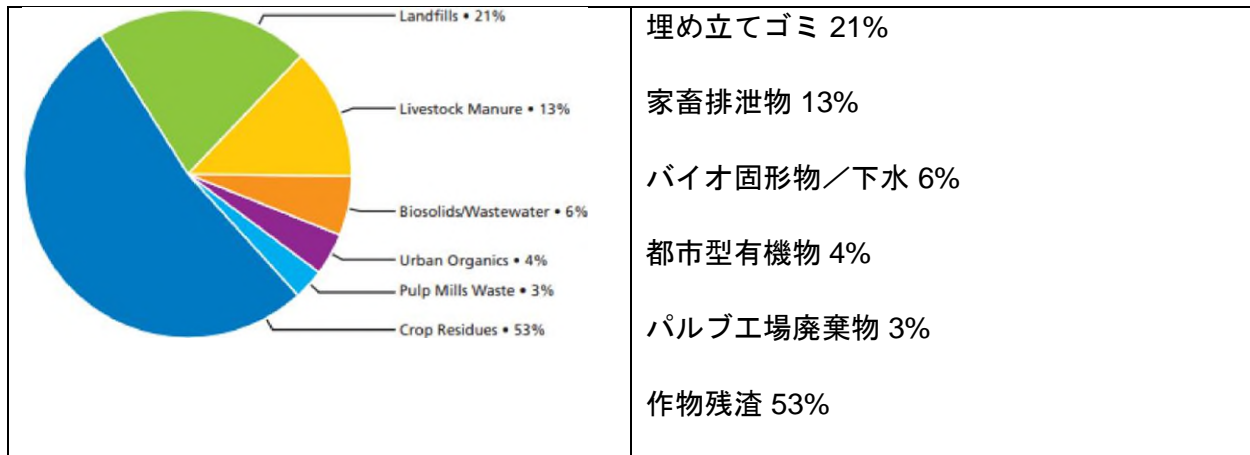 Landfills • 21%
Livestock Manure • 13%
Biosolids/Wastewater • 6%
Urban Organics • 4%
Pulp Mills Waste • 3%
Crop Residues • 53%
埋め立てゴミ 21%
家畜排泄物 13%
バイオ固形物／下水 6%
都市型有機物 4%
パルブ工場廃棄物 3%
作物残渣 53%